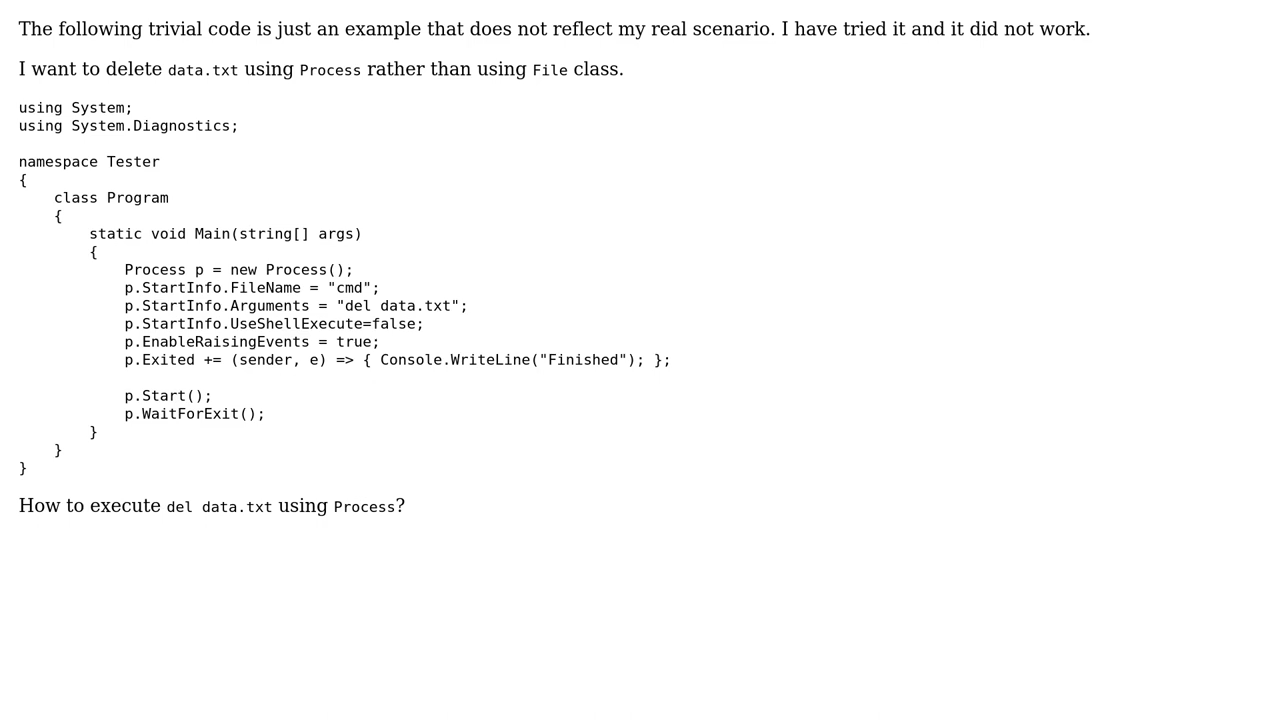 The following trivial code is just an example that does not reflect my real scenario. I have tried it and it did not work.
I want to delete data.txt using Process rather than using File class.
using System;
using System.Diagnostics;
namespace Tester
{
    class Program
    {
        static void Main(string[] args)
        {
            Process p = new Process();
            p.StartInfo.FileName = "cmd";
            p.StartInfo.Arguments = "del data.txt";
            p.StartInfo.UseShellExecute=false;
            p.EnableRaisingEvents = true;
            p.Exited += (sender, e) => { Console.WriteLine("Finished"); };
            p.Start();
            p.WaitForExit();
        }
    }
}
How to execute del data.txt using Process?